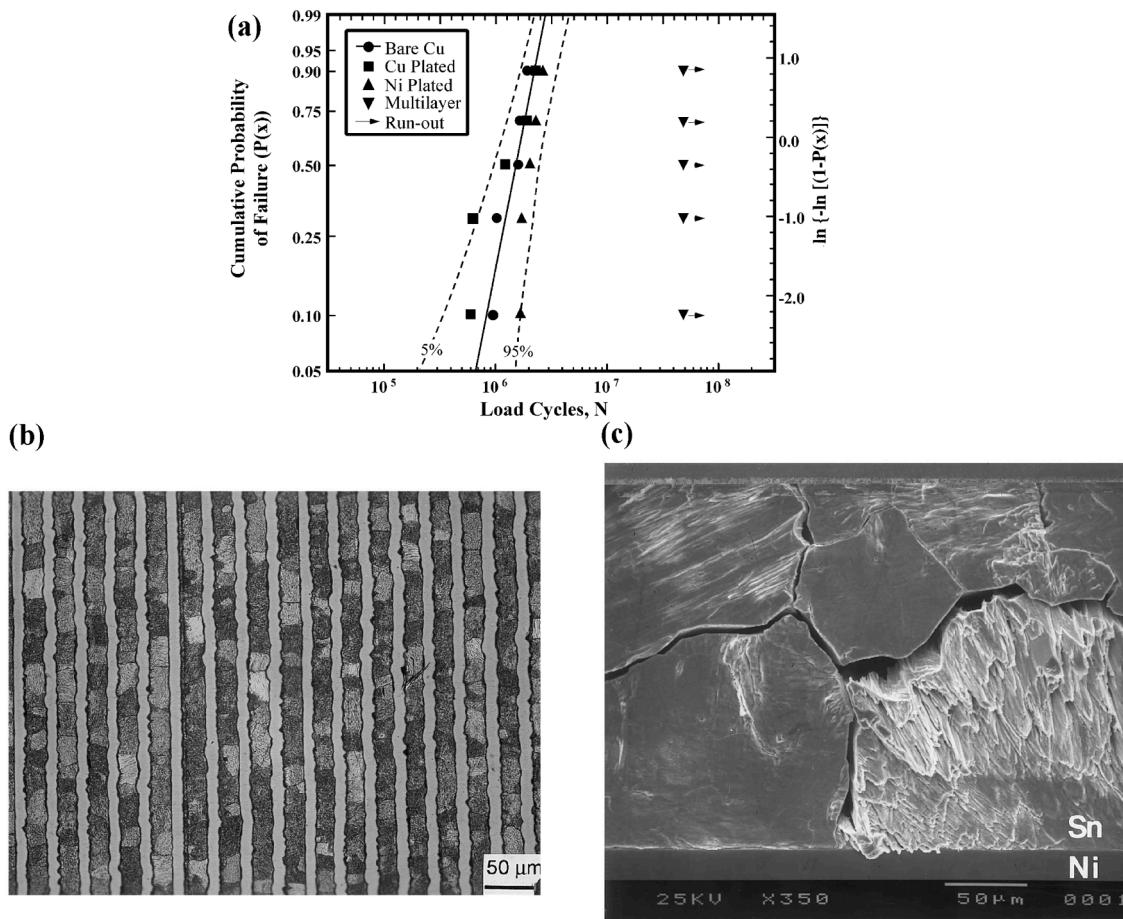 (a)
0.99
0.95
0.90
0.75
0.50
0.25
0.10
0.05
Cumulative Probability
of Failure (P(x))
Bare Cu
Cu Plated
Ni Plated
Multilayer
Run-out
5%
95%
1.0
0.0
-1.0
-2.0
ln {-ln [(1-P(x)]}
10^5
10^6
10^7
10^8
Load Cycles, N
(b)
(c)
50 μm
Sn
Ni
25KV X350 50μm 0001